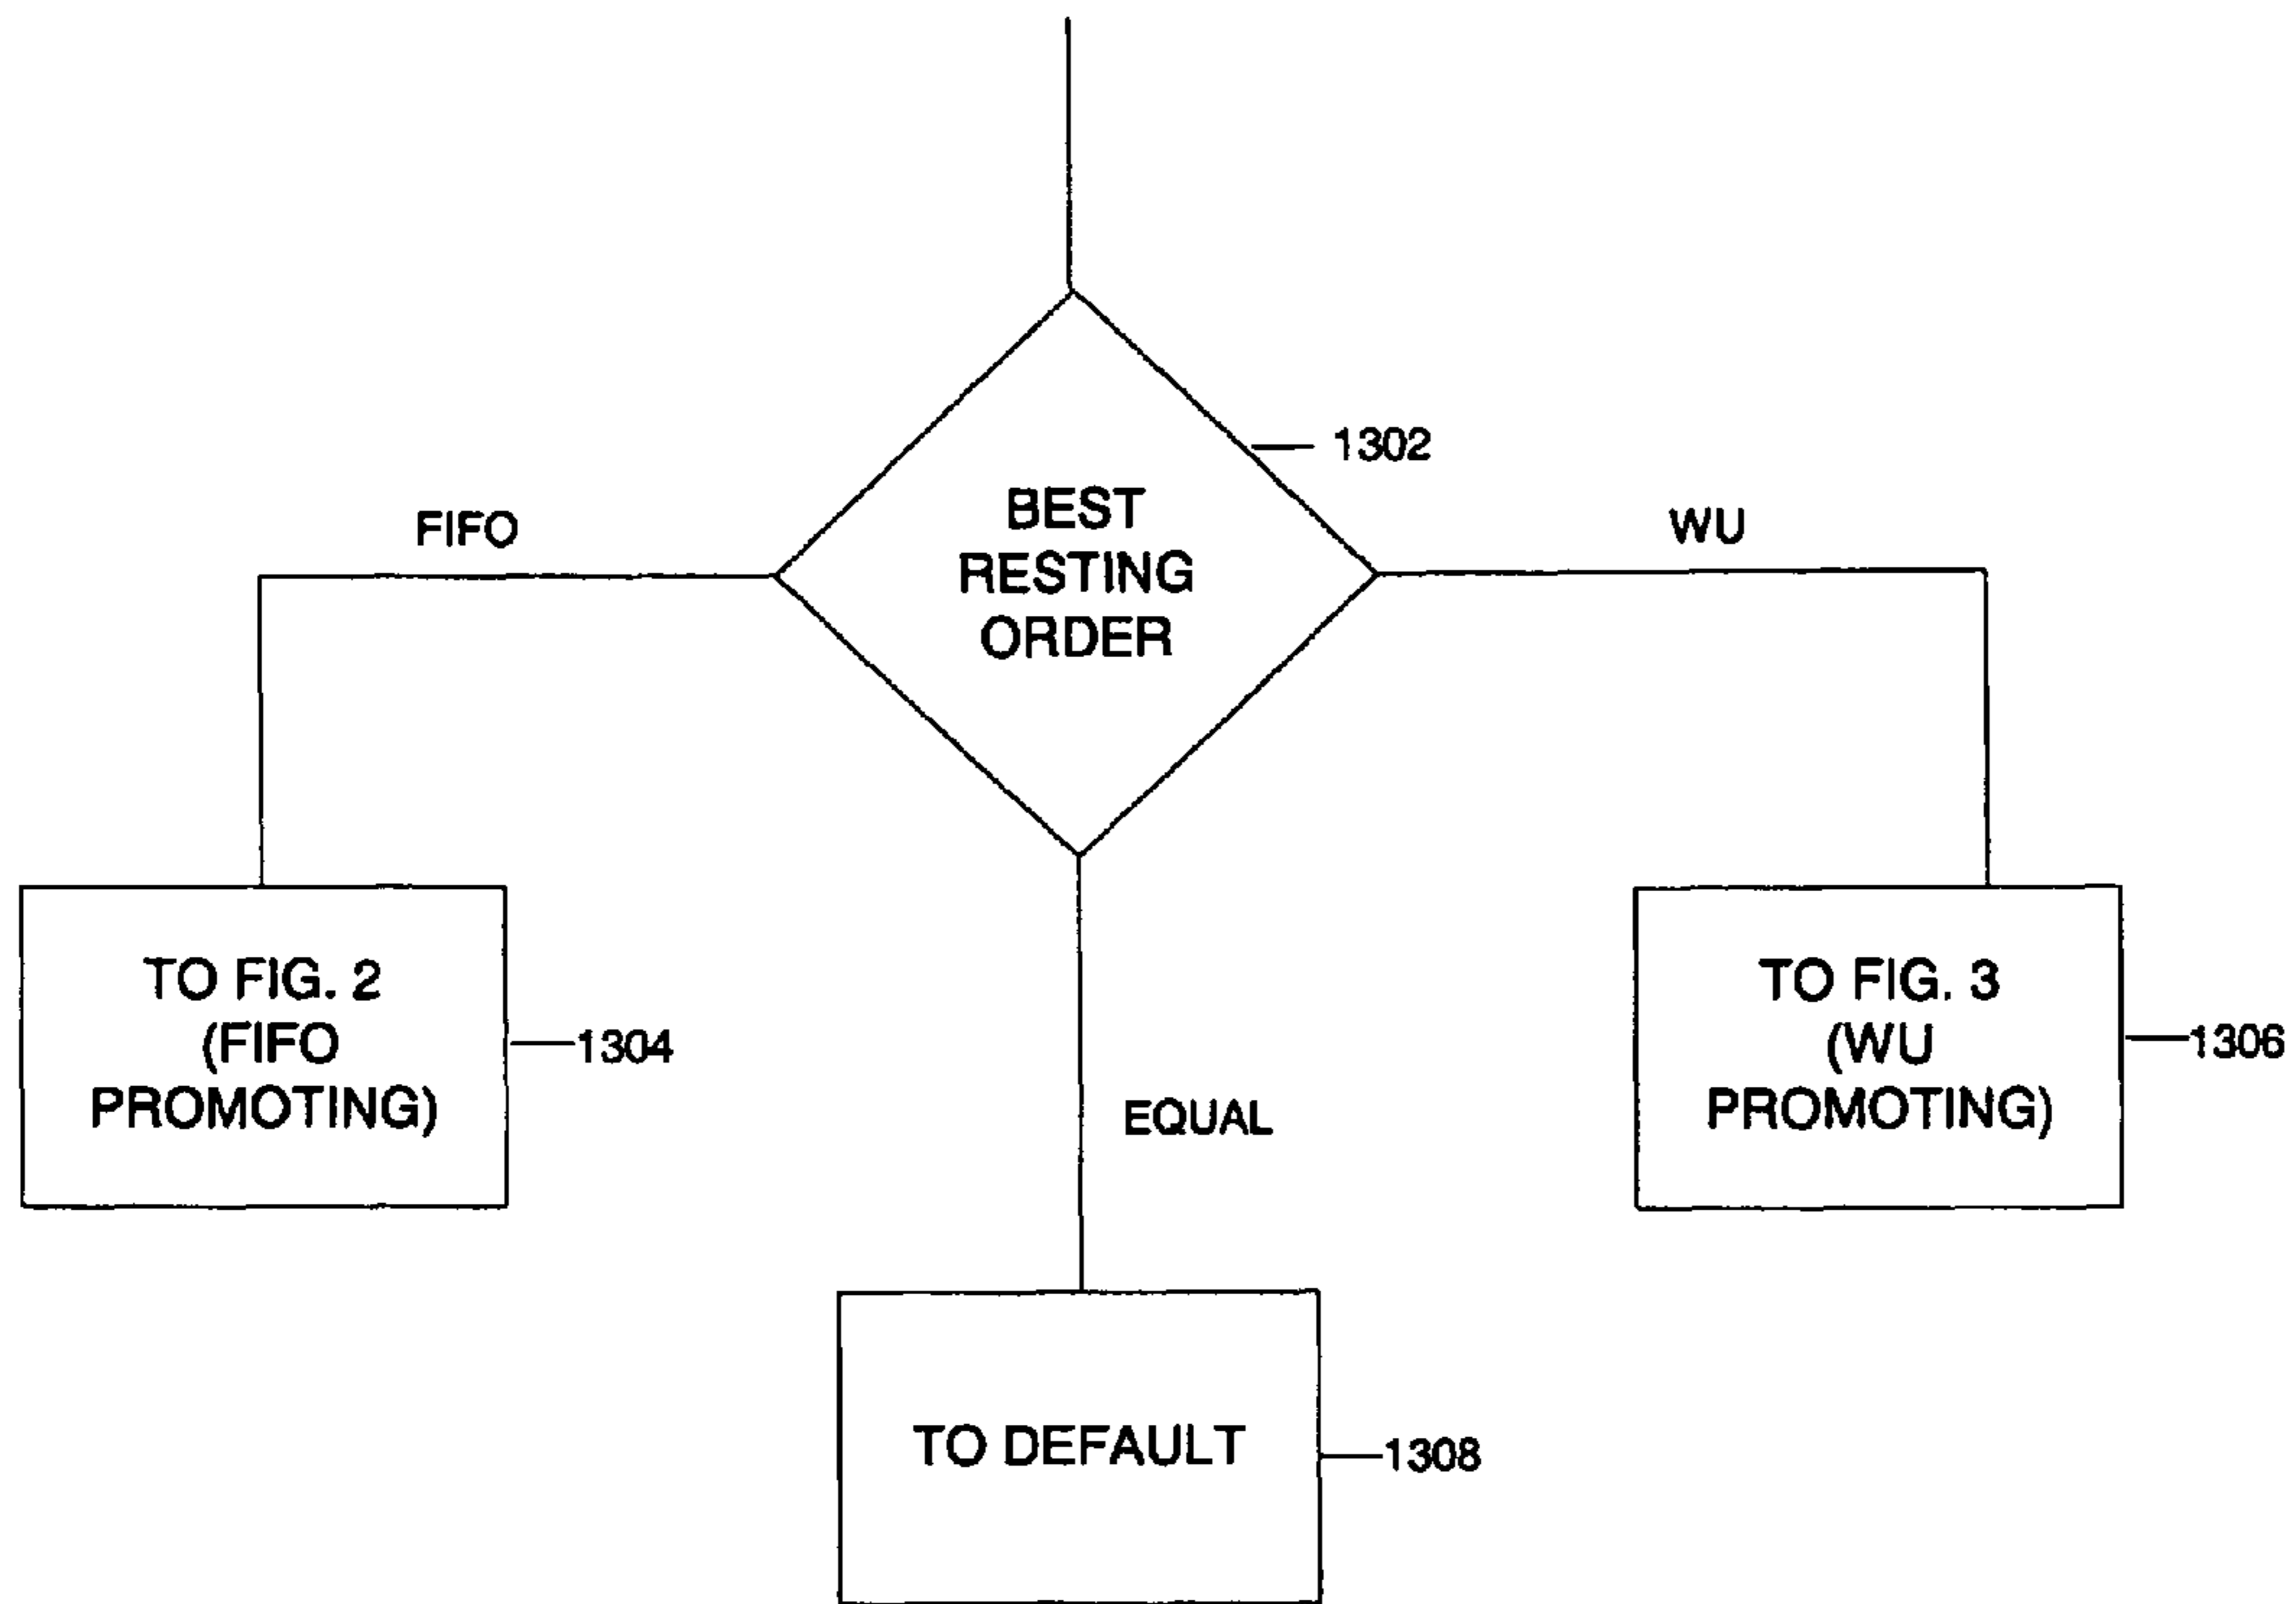 1302
BEST
RESTING
ORDER
FIFO
WU
TO FIG. 2
(FIFO
PROMOTING)
1304
TO FIG. 3
(WU
PROMOTING)
1306
EQUAL
TO DEFAULT
1308